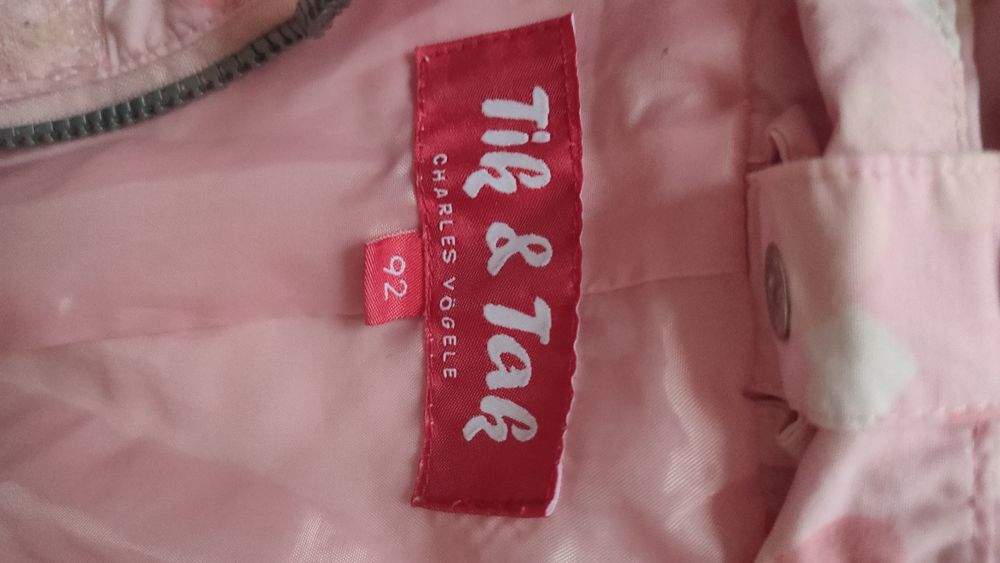 Tik & Tak
CHARLES VÖGELE
92